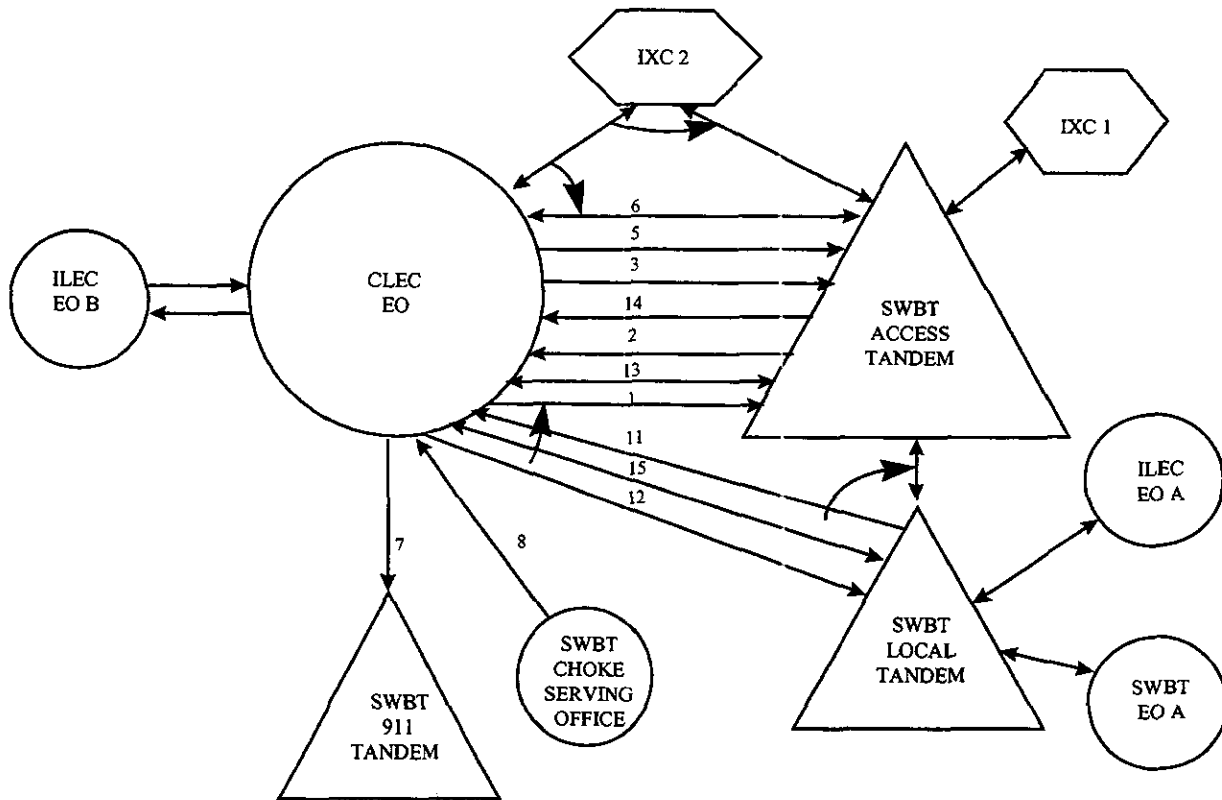 IXC 2
IXC 1
6
5
3
14
2
13
1
ILEC
EO B
CLEC
EO
SWBT
ACCESS
TANDEM
11
15
12
ILEC
EO A
7
8
SWBT
CHOKE
SERVING
OFFICE
SWBT
LOCAL
TANDEM
SWBT
EO A
SWBT
911
TANDEM